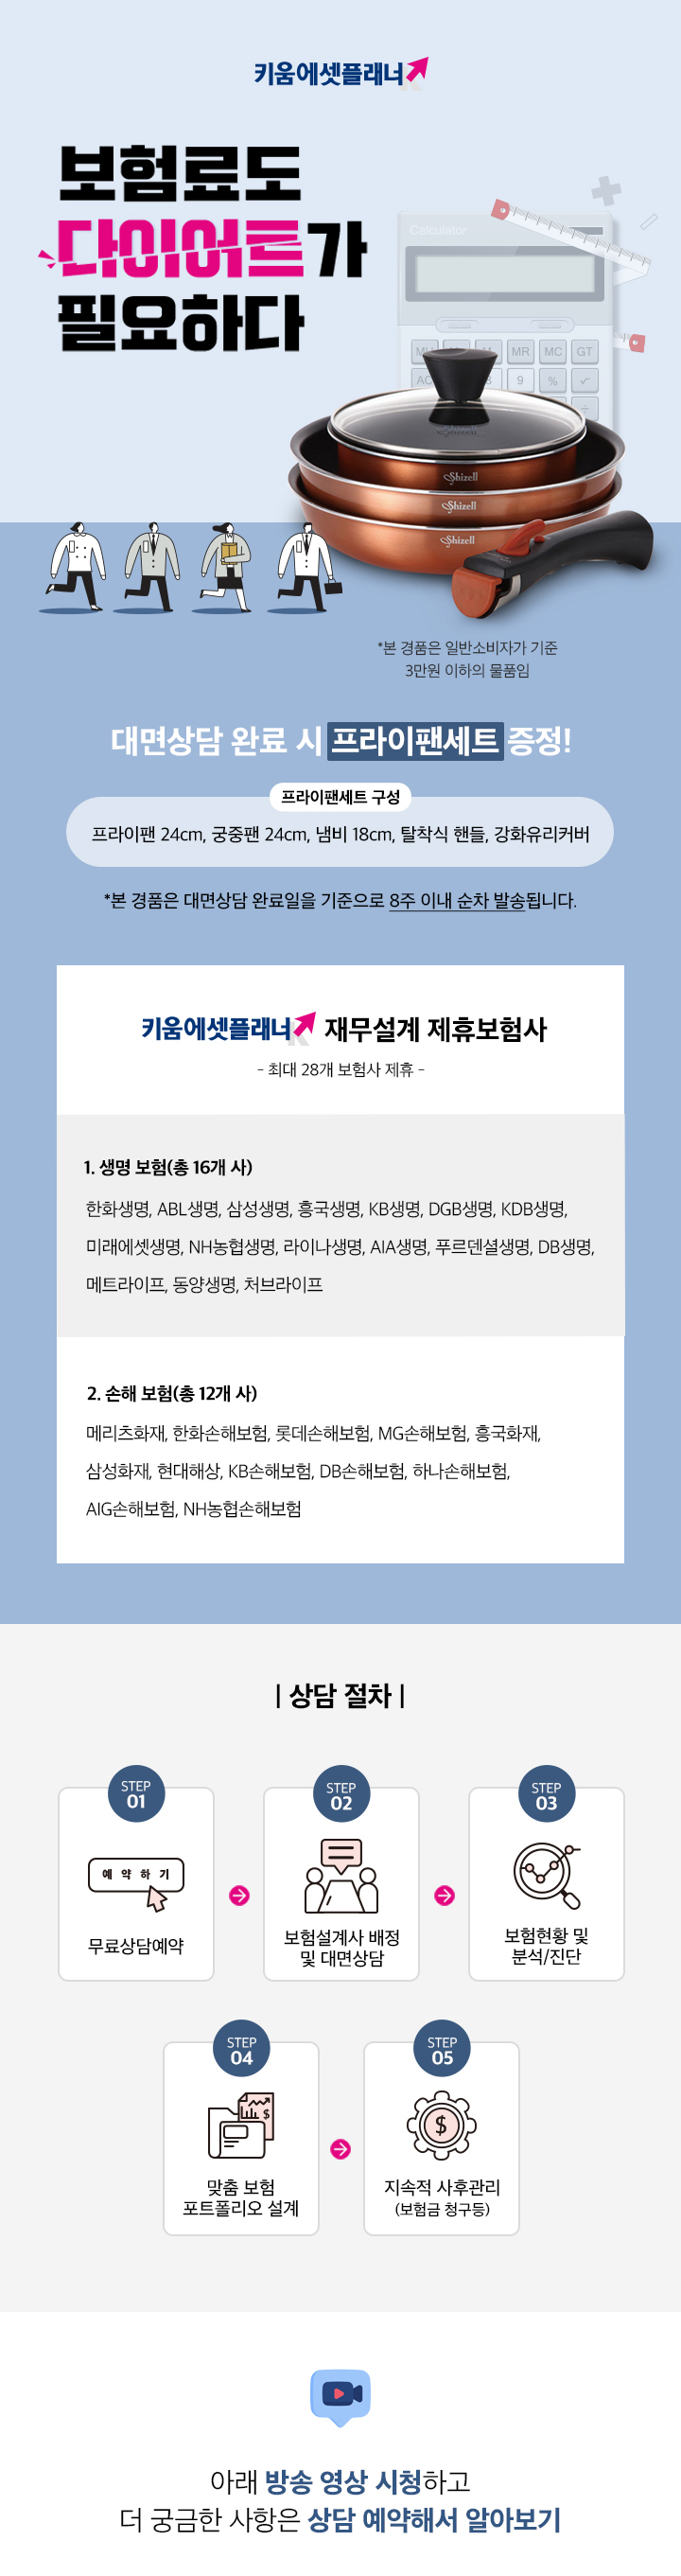 키움에셋플래너
보험료도
다이어트가
필요하다
Calculator
MU
MR
MC
GT
AC
9
%
Shizell
Shizell
Shizell
*본 경품은 일반소비자가 기준
3만원 이하의 물품임
대면상담 완료 시 프라이팬세트 증정!
프라이팬세트 구성
프라이팬 24cm, 궁중팬 24cm, 냄비 18cm, 탈착식 핸들, 강화유리커버
*본 경품은 대면상담 완료일을 기준으로 8주 이내 순차 발송됩니다.
키움에셋플래너 재무설계 제휴보험사
- 최대 28개 보험사 제휴 -
1. 생명 보험(총 16개 사)
한화생명, ABL생명, 삼성생명, 흥국생명, KB생명, DGB생명, KDB생명,
미래에셋생명, NH농협생명, 라이나생명, AIA생명, 푸르덴셜생명, DB생명,
메트라이프, 동양생명, 처브라이프
2. 손해 보험(총 12개 사)
메리츠화재, 한화손해보험, 롯데손해보험, MG손해보험, 흥국화재,
삼성화재, 현대해상, KB손해보험, DB손해보험, 하나손해보험,
AIG손해보험, NH농협손해보험
| 상담 절차 |
STEP
01
예약하기
무료상담예약
STEP
02
보험설계사 배정
및 대면상담
STEP
03
보험현황 및
분석/진단
STEP
04
$
맞춤 보험
포트폴리오 설계
STEP
05
$
지속적 사후관리
(보험금 청구등)
아래 방송 영상 시청하고
더 궁금한 사항은 상담 예약해서 알아보기